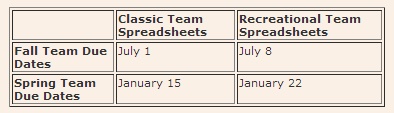 Classic Team Recreational Team
Spreadsheets Spreadsheets
Fall Team Due July 1 July 8
Dates
Spring Team January 15 January 22
Due Dates